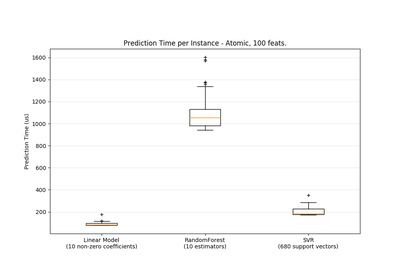 Prediction Time per Instance - Atomic, 100 feats.
Prediction Time (us)
1600
1400
1200
1000
800
600
400
200
Linear Model
(10 non-zero coefficients)
RandomForest
(10 estimators)
SVR
(680 support vectors)